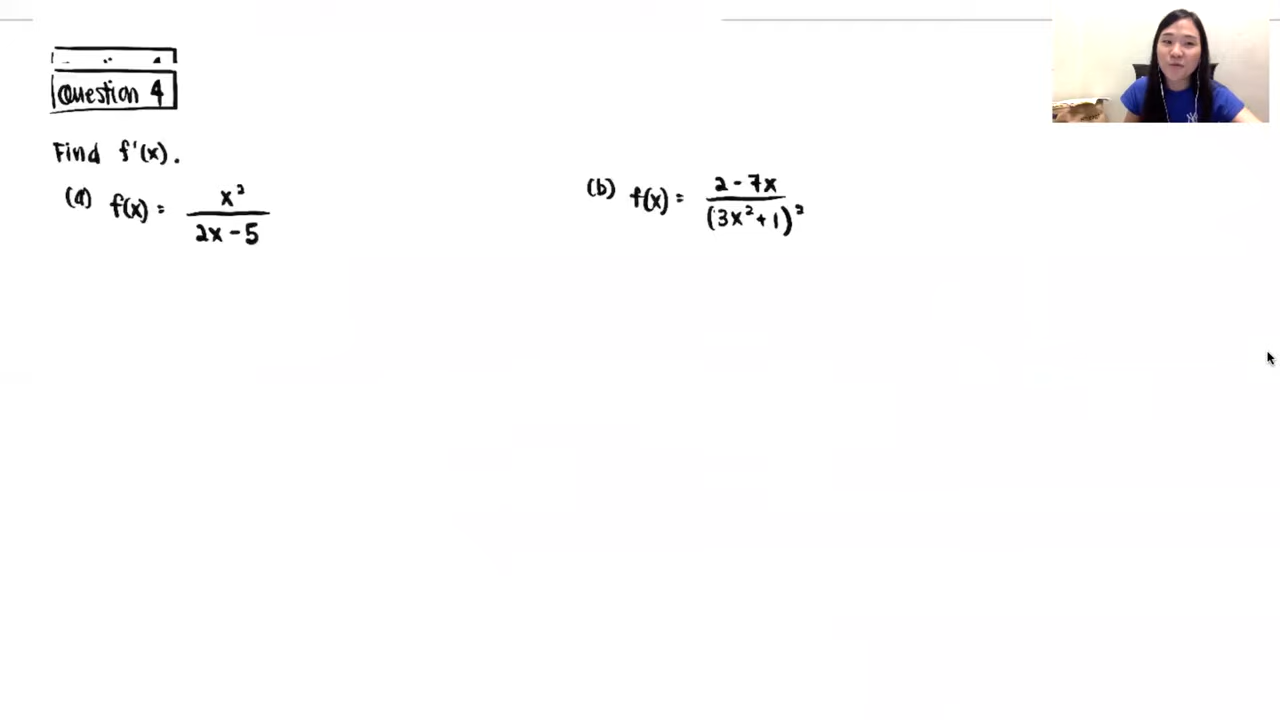 Question 4
Find f'(x).
(a) f(x) = x² / (2x - 5)
(b) f(x) = (2 - 7x) / (3x² + 1)²